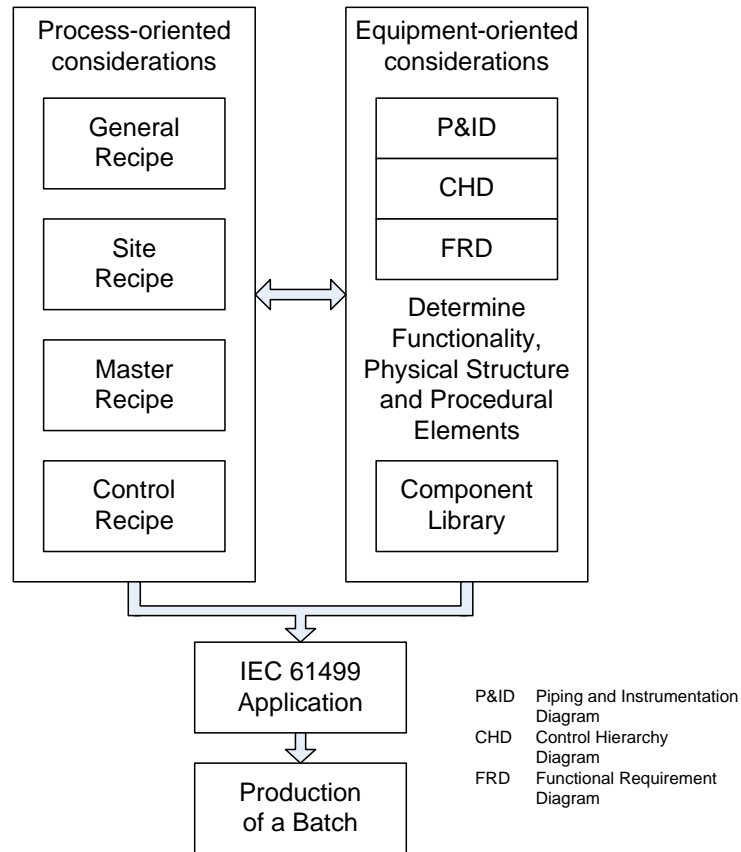 Process-oriented
considerations
General
Recipe
Site
Recipe
Master
Recipe
Control
Recipe
Equipment-oriented
considerations
P&ID
CHD
FRD
Determine
Functionality,
Physical Structure
and Procedural
Elements
Component
Library
IEC 61499
Application
Production
of a Batch
P&ID Piping and Instrumentation
Diagram
CHD Control Hierarchy
Diagram
FRD Functional Requirement
Diagram